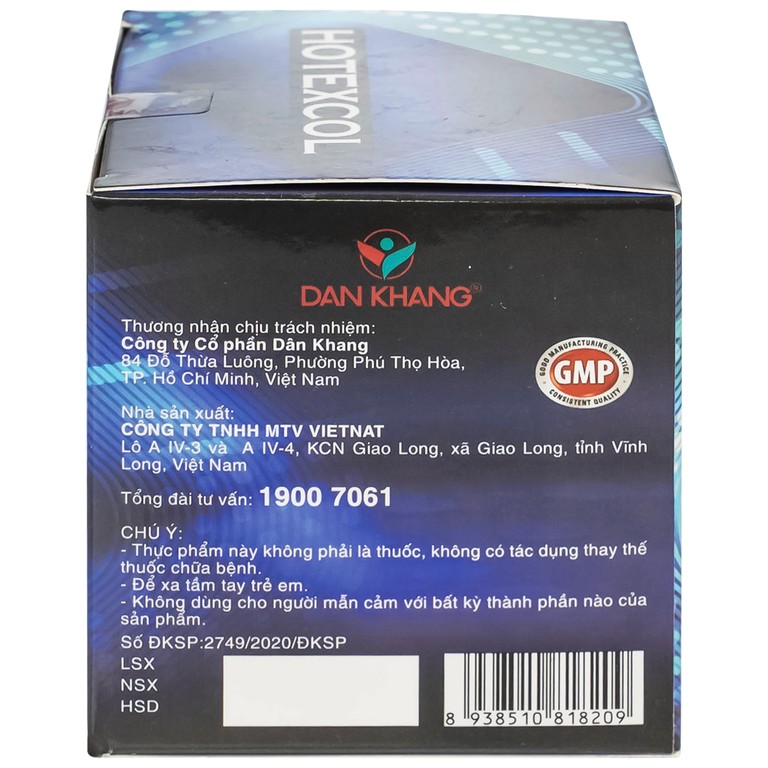 HOTEXCOL
DAN KHANG®
Thương nhân chịu trách nhiệm:
Công ty Cổ phần Dân Khang
84 Đỗ Thừa Luông, Phường Phú Thọ Hòa,
TP. Hồ Chí Minh, Việt Nam
GOOD MANUFACTURING PRACTICE
GMP
CONSISTENT QUALITY
Nhà sản xuất:
CÔNG TY TNHH MTV VIETNAT
Lô A IV-3 và A IV-4, KCN Giao Long, xã Giao Long, tỉnh Vĩnh
Long, Việt Nam
Tổng đài tư vấn: 1900 7061
CHÚ Ý:
- Thực phẩm này không phải là thuốc, không có tác dụng thay thế
thuốc chữa bệnh.
- Để xa tầm tay trẻ em.
- Không dùng cho người mẫn cảm với bất kỳ thành phần nào của
sản phẩm.
Số ĐKSP:2749/2020/ĐKSP
LSX
NSX
HSD
8 938510 818209